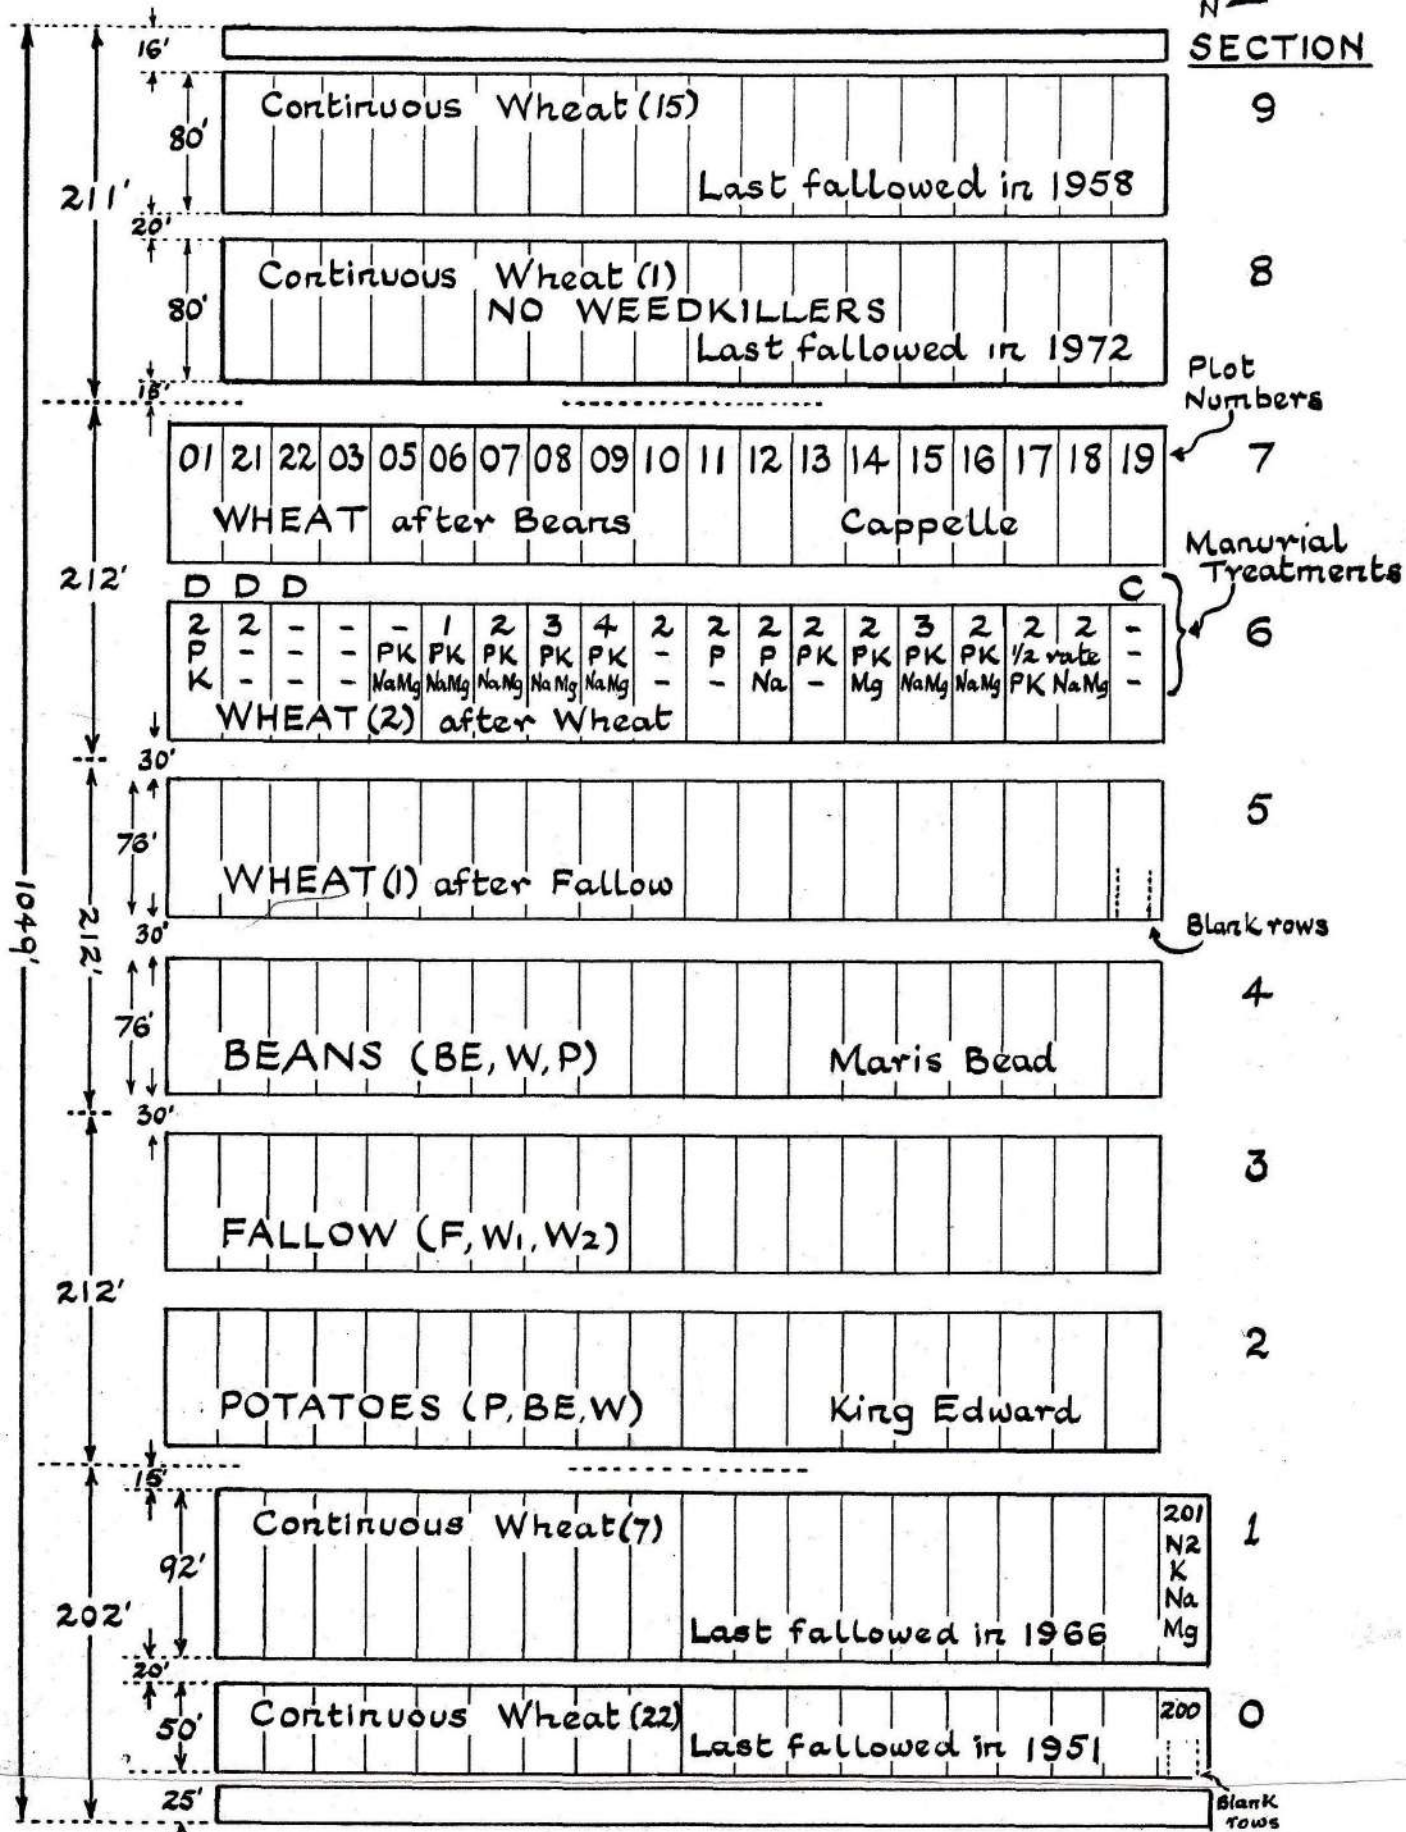 N
SECTION
16'
9
Continuous Wheat (15)
80'
211'
Last fallowed in 1958
20'
8
Continuous Wheat (1)
80'
NO WEEDKILLERS
Last fallowed in 1972
Plot
Numbers
01 21 22 03 05 06 07 08 09 10 11 12 13 14 15 16 17 18 19
7
WHEAT after Beans Cappelle
Manurial
Treatments
212'
D D D C
2 2 - - - 1 2 3 4 2 2 2 2 2 3 2 2 2 -
6
P - - - PK PK PK PK PK - P P PK PK PK PK 1/2 rate -
K - - - NaMg NaMg NaMg NaMg NaMg - - Na - Mg NaMg NaMg PK NaMg -
WHEAT (2) after Wheat
30'
5
76'
WHEAT (1) after Fallow
1049'
212'
30'
Blank rows
4
76'
BEANS (BE, W, P) Maris Bead
30'
3
FALLOW (F, W1, W2)
212'
2
POTATOES (P, BE, W) King Edward
15'
Continuous Wheat (7)
201
N2
K
Na
Mg
1
92'
202'
Last fallowed in 1966
20'
Continuous Wheat (22)
200
0
50'
Last fallowed in 1951
25'
Blank
rows